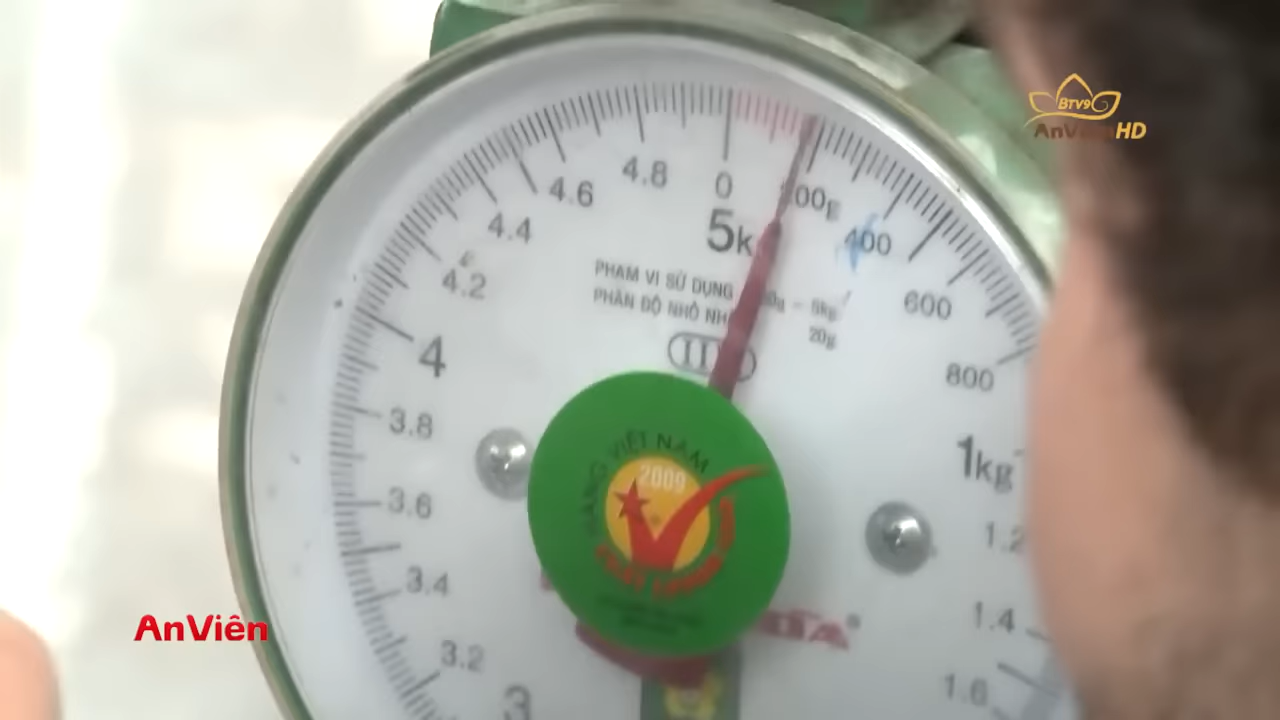 BTV9
AnViên HD
4.8
0
4.6
200g
4.4
5k
400
4.2
PHẠM VI SỬ DỤNG
5kg
600
PHÂN ĐỘ NHỎ
20g
4
800
3.8
1kg
HÀNG VIỆT NAM
2009
3.6
1.2
3.4
1.4
AnViên
3.2
1.6
3